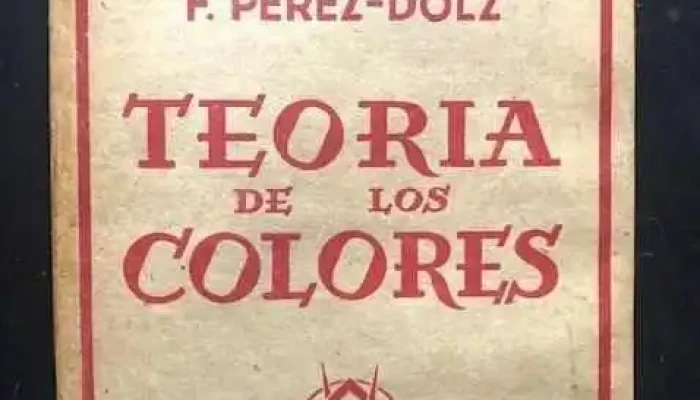 F. PEREZ-DOLZ
TEORIA
DE LOS
COLORES